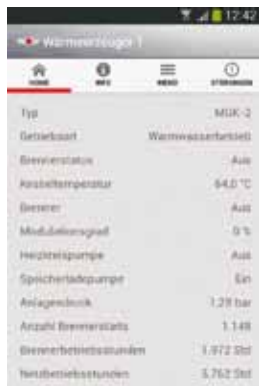 12:42
Wärmeerzeuger 1
HOME INFO MENÜ STÖRUNGEN
Typ MGK-2
Betriebsart Warmwasserbetrieb
Brennerstatus Aus
Kesseltemperatur 64,0 °C
Brenner Aus
Modulationsgrad 0 %
Heizkreispumpe Aus
Speicherladepumpe Ein
Anlagendruck 1,29 bar
Anzahl Brennerstarts 1.148
Brennerbetriebsstunden 1.972 Std
Netzbetriebsstunden 5.762 Std